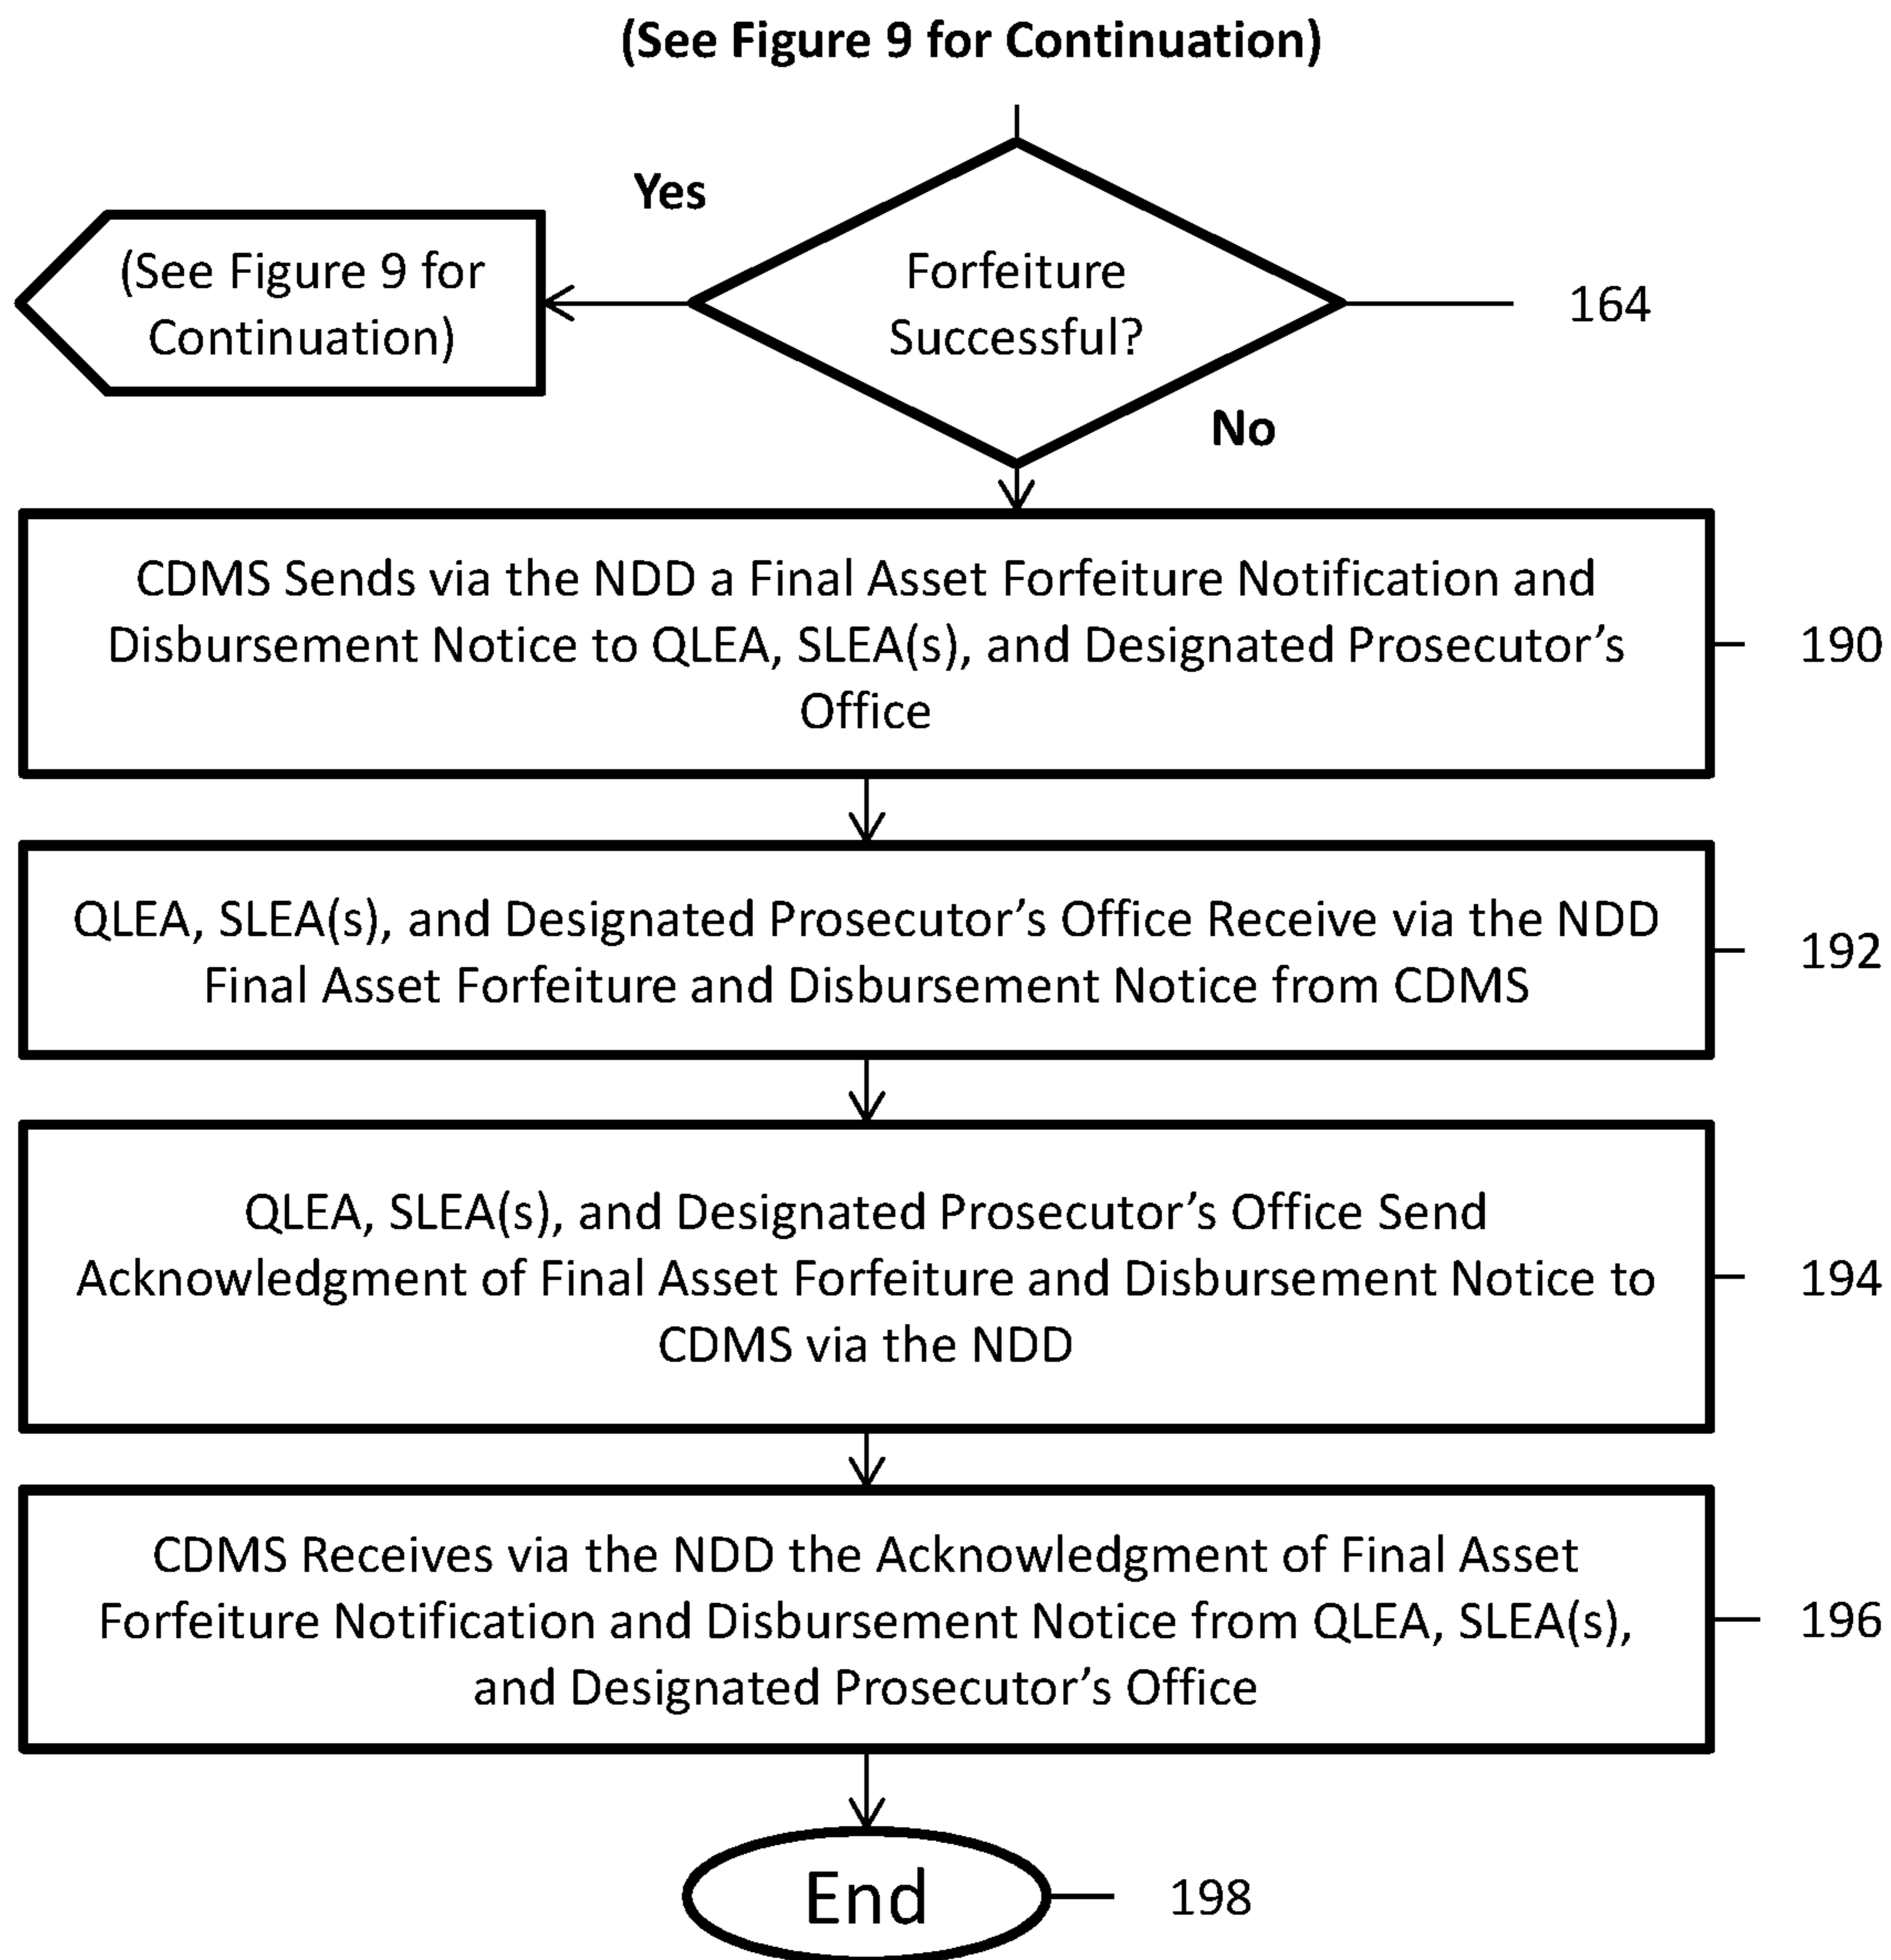 (See Figure 9 for Continuation)
Yes
(See Figure 9 for
Continuation)
Forfeiture
Successful?
164
No
CDMS Sends via the NDD a Final Asset Forfeiture Notification and
Disbursement Notice to QLEA, SLEA(s), and Designated Prosecutor’s
Office
190
QLEA, SLEA(s), and Designated Prosecutor’s Office Receive via the NDD
Final Asset Forfeiture and Disbursement Notice from CDMS
192
QLEA, SLEA(s), and Designated Prosecutor’s Office Send
Acknowledgment of Final Asset Forfeiture and Disbursement Notice to
CDMS via the NDD
194
CDMS Receives via the NDD the Acknowledgment of Final Asset
Forfeiture Notification and Disbursement Notice from QLEA, SLEA(s),
and Designated Prosecutor’s Office
196
End
198